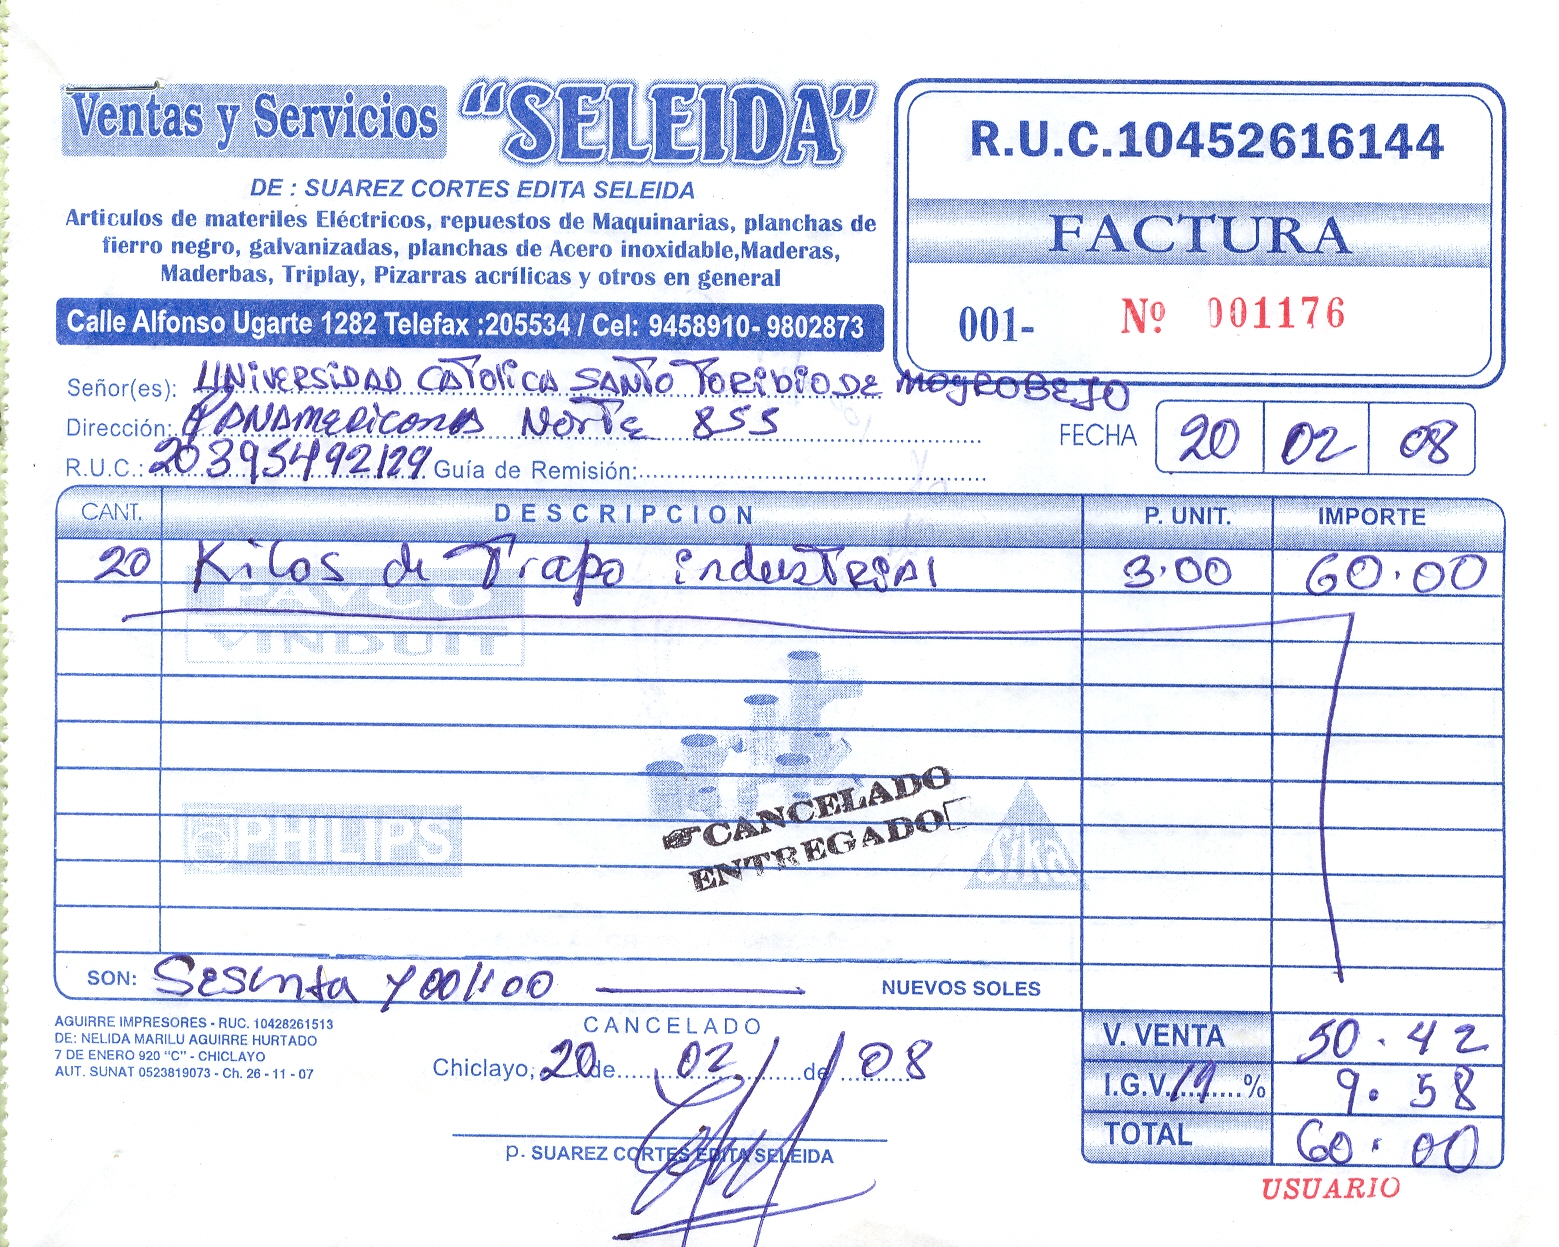 Ventas y Servicios "SELEIDA"
DE : SUAREZ CORTES EDITA SELEIDA
Articulos de materiles Eléctricos, repuestos de Maquinarias, planchas de
fierro negro, galvanizadas, planchas de Acero inoxidable,Maderas,
Maderbas, Triplay, Pizarras acrílicas y otros en general
Calle Alfonso Ugarte 1282 Telefax :205534 / Cel: 9458910- 9802873
R.U.C.10452616144
FACTURA
001- Nº 001176
Señor(es): UNiVERSiDAD CATOliCA SANTO TORibiO DE MOGROBEJO
Dirección: PANAMERiCANA NORTE 855
R.U.C.: 20395492129 Guía de Remisión:
FECHA 20 02 08
CANT. DESCRIPCION P. UNIT. IMPORTE
20 Kilos de Trapo industRiAl 3.00 60.00
PAVCO
VINDUIT
PHILIPS
Sika
CANCELADO
ENTREGADO
SON: Sesenta y 00/100 NUEVOS SOLES
AGUIRRE IMPRESORES - RUC. 10428261513
DE: NELIDA MARILU AGUIRRE HURTADO
7 DE ENERO 920 "C" - CHICLAYO
AUT. SUNAT 0523819073 - Ch. 26 - 11 - 07
CANCELADO
Chiclayo, 20 de 02 de 08
p. SUAREZ CORTES EDITA SELEIDA
V. VENTA 50.42
I.G.V. 19 % 9.58
TOTAL 60.00
USUARIO